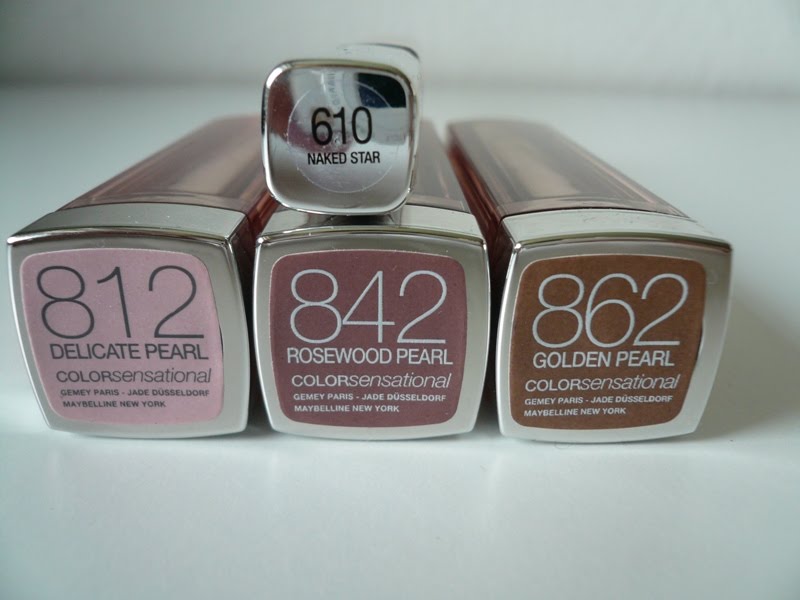 610
NAKED STAR
812
DELICATE PEARL
COLORsensational
GEMEY PARIS - JADE DÜSSELDORF
MAYBELLINE NEW YORK
842
ROSEWOOD PEARL
COLORsensational
GEMEY PARIS - JADE DÜSSELDORF
MAYBELLINE NEW YORK
862
GOLDEN PEARL
COLORsensational
GEMEY PARIS - JADE DÜSSELDORF
MAYBELLINE NEW YORK